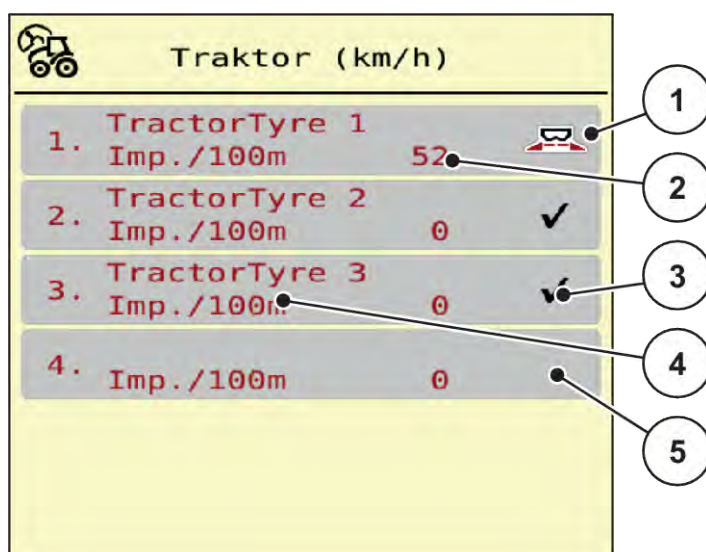 Traktor (km/h)
1. TractorTyre 1
Imp./100m 52
2. TractorTyre 2
Imp./100m 0
3. TractorTyre 3
Imp./100m 0
4.
Imp./100m 0
1
2
3
4
5